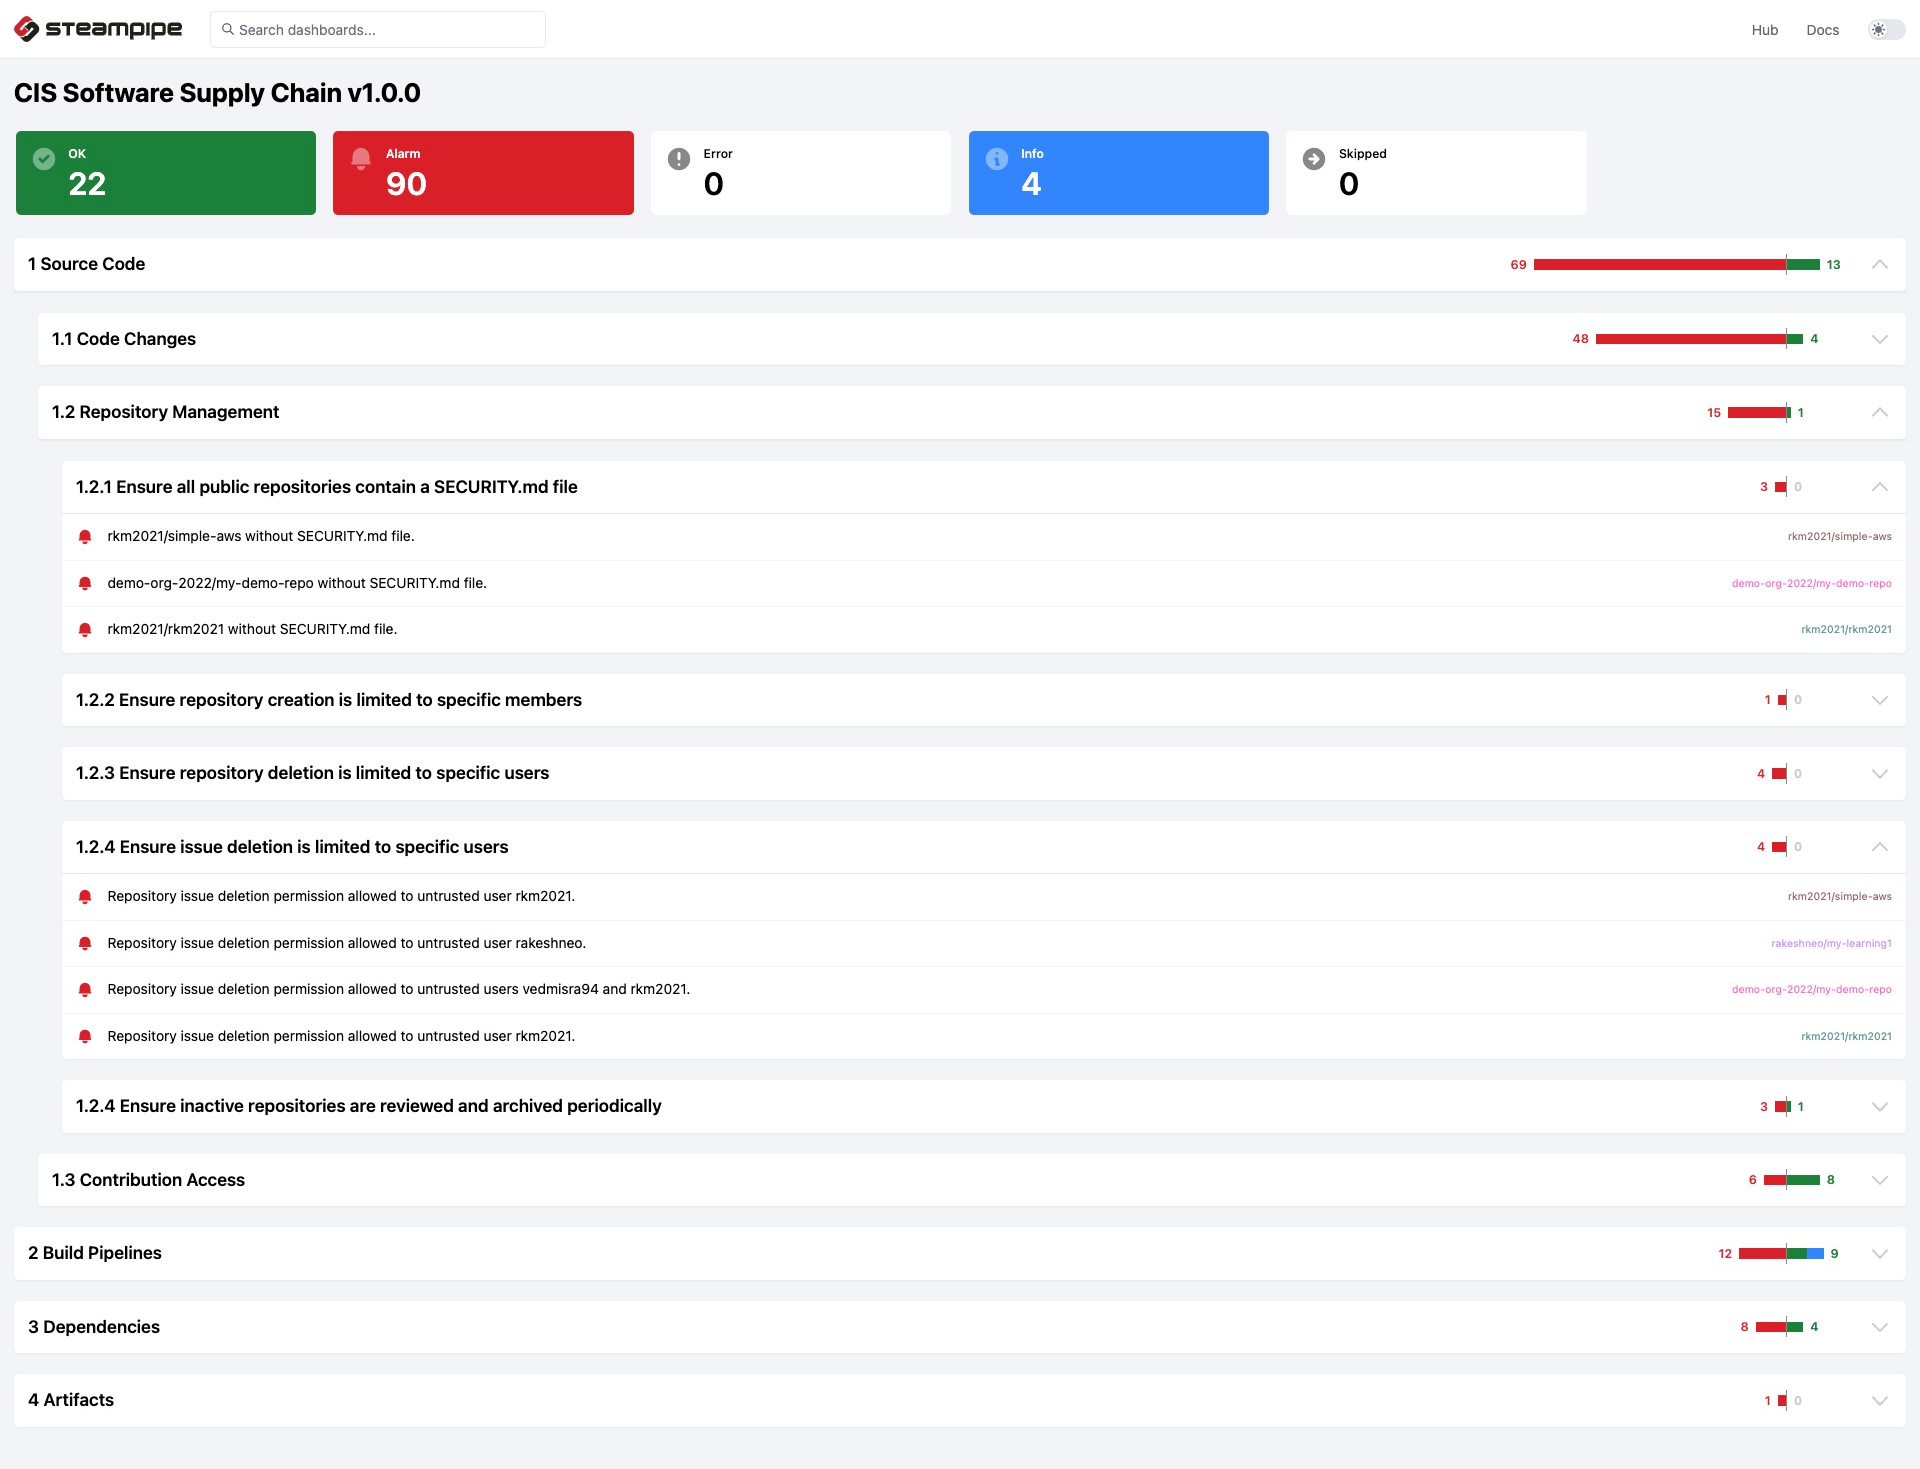 steampipe
Search dashboards...
Hub
Docs
CIS Software Supply Chain v1.0.0
OK
22
Alarm
90
Error
0
Info
4
Skipped
0
1 Source Code
69
13
1.1 Code Changes
48
4
1.2 Repository Management
15
1
1.2.1 Ensure all public repositories contain a SECURITY.md file
3
0
rkm2021/simple-aws without SECURITY.md file.
rkm2021/simple-aws
demo-org-2022/my-demo-repo without SECURITY.md file.
demo-org-2022/my-demo-repo
rkm2021/rkm2021 without SECURITY.md file.
rkm2021/rkm2021
1.2.2 Ensure repository creation is limited to specific members
1
0
1.2.3 Ensure repository deletion is limited to specific users
4
0
1.2.4 Ensure issue deletion is limited to specific users
4
0
Repository issue deletion permission allowed to untrusted user rkm2021.
rkm2021/simple-aws
Repository issue deletion permission allowed to untrusted user rakeshneo.
rakeshneo/my-learning1
Repository issue deletion permission allowed to untrusted users vedmisra94 and rkm2021.
demo-org-2022/my-demo-repo
Repository issue deletion permission allowed to untrusted user rkm2021.
rkm2021/rkm2021
1.2.4 Ensure inactive repositories are reviewed and archived periodically
3
1
1.3 Contribution Access
6
8
2 Build Pipelines
12
9
3 Dependencies
8
4
4 Artifacts
1
0